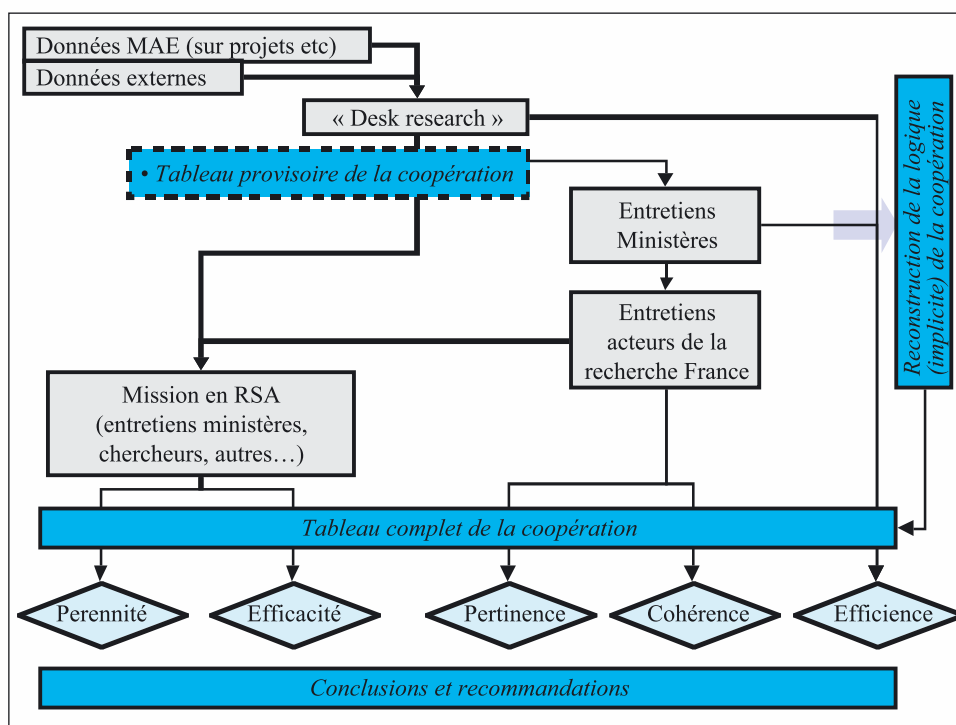 Données MAE (sur projets etc)
Données externes
« Desk research »
• Tableau provisoire de la coopération
Entretiens
Ministères
Reconstruction de la logique
(implicite) de la coopération
Entretiens
acteurs de la
recherche France
Mission en RSA
(entretiens ministères,
chercheurs, autres…)
Tableau complet de la coopération
Perennité
Efficacité
Pertinence
Cohérence
Efficience
Conclusions et recommandations